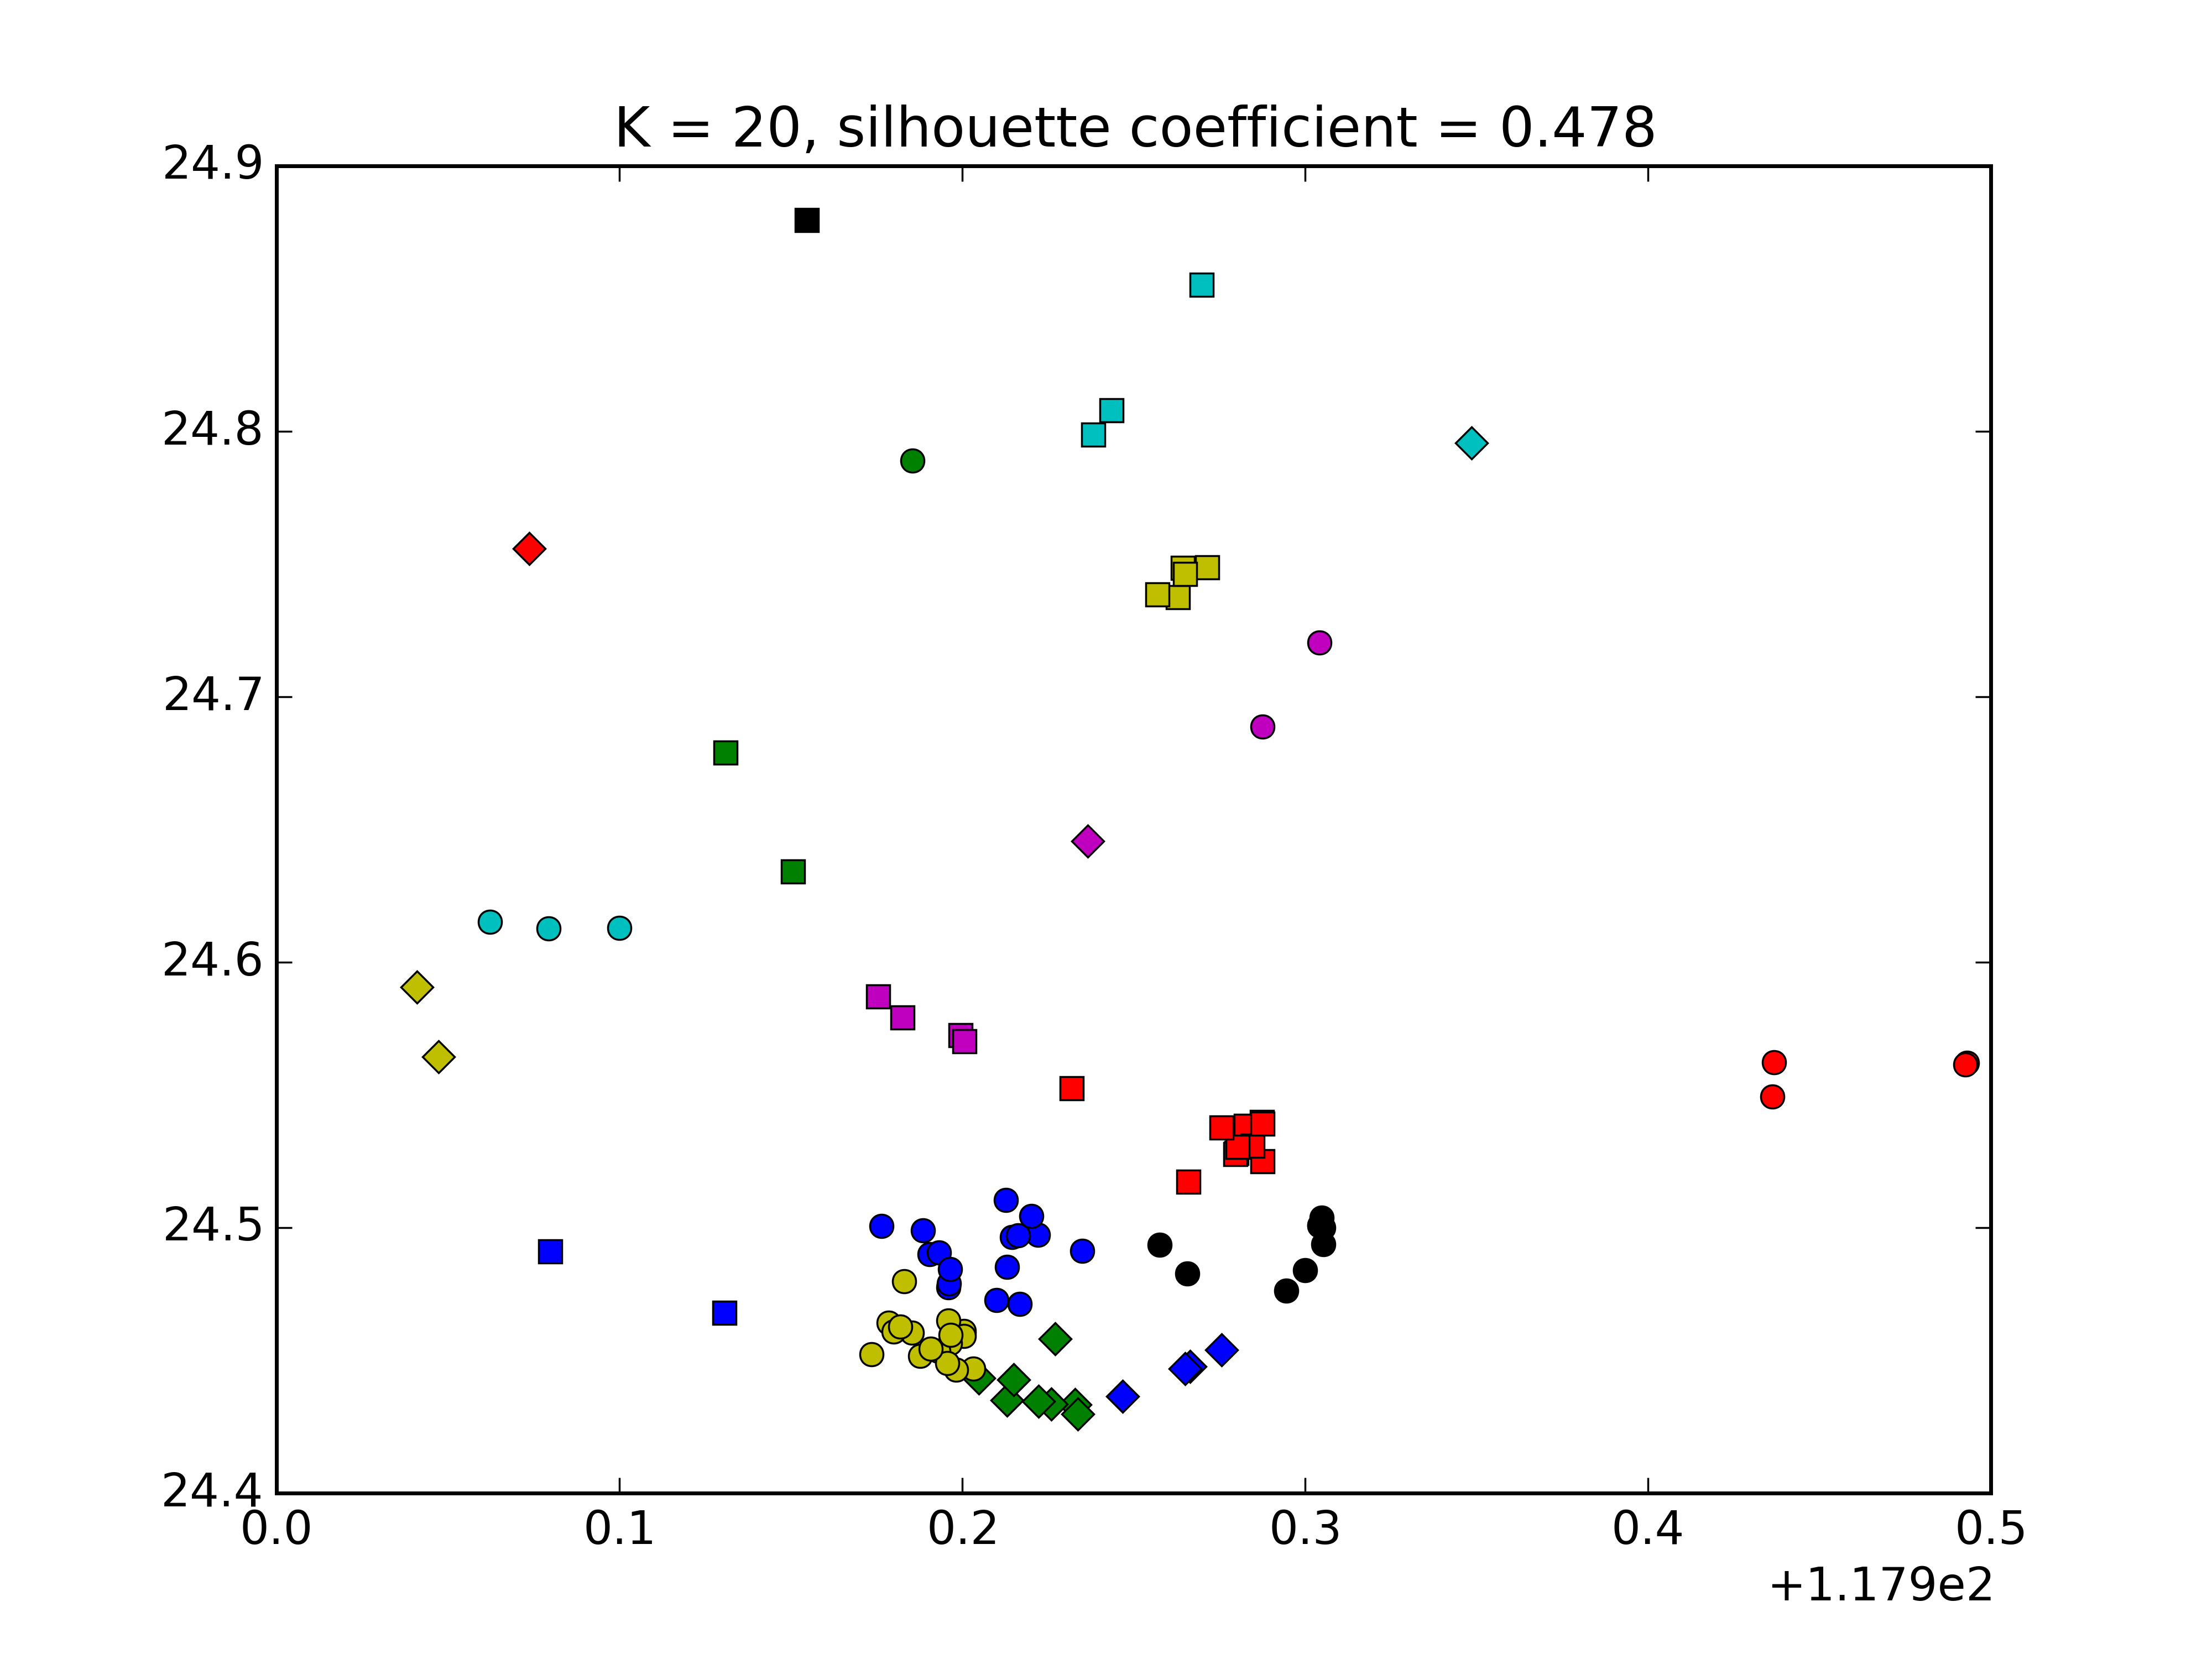 K = 20, silhouette coefficient = 0.478
24.9
24.8
24.7
24.6
24.5
24.4
0.0 0.1 0.2 0.3 0.4 0.5
+1.179e2